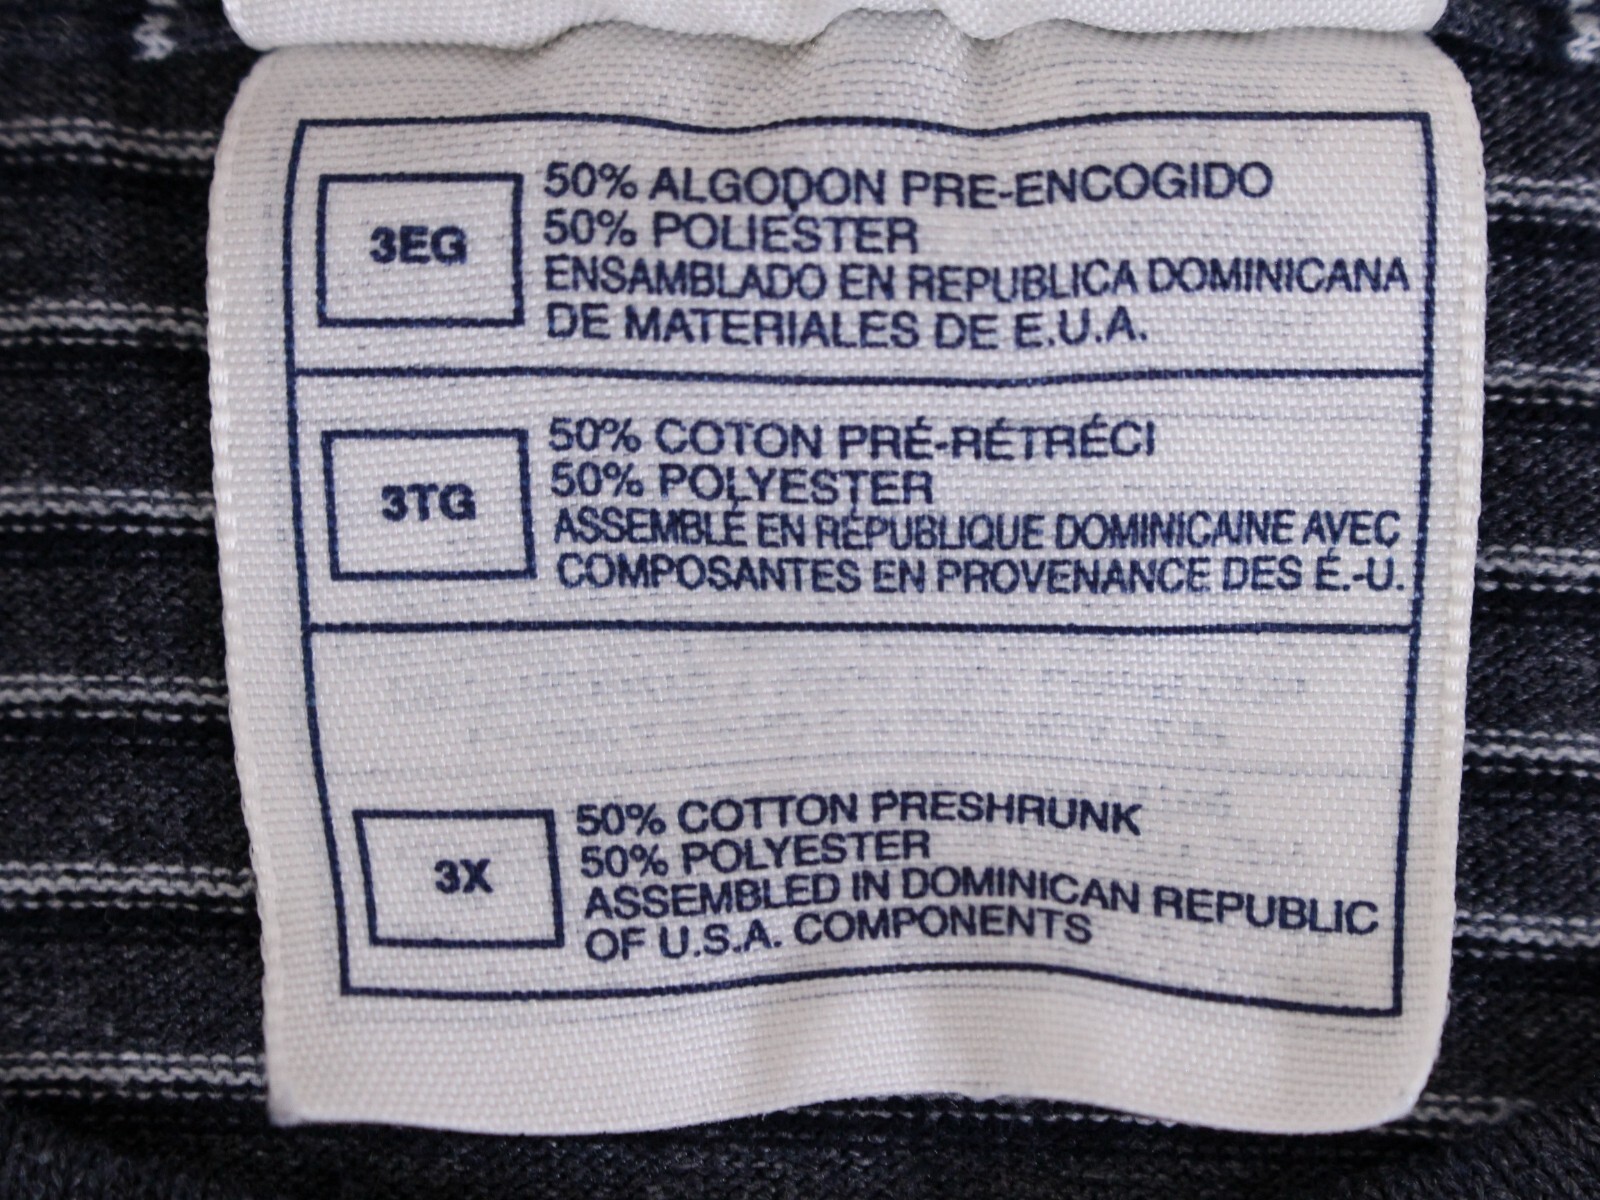 3EG
50% ALGODON PRE-ENCOGIDO
50% POLIESTER
ENSAMBLADO EN REPUBLICA DOMINICANA
DE MATERIALES DE E.U.A.
3TG
50% COTON PRÉ-RÉTRÉCI
50% POLYESTER
ASSEMBLÉ EN RÉPUBLIQUE DOMINICAINE AVEC
COMPOSANTES EN PROVENANCE DES É.-U.
3X
50% COTTON PRESHRUNK
50% POLYESTER
ASSEMBLED IN DOMINICAN REPUBLIC
OF U.S.A. COMPONENTS